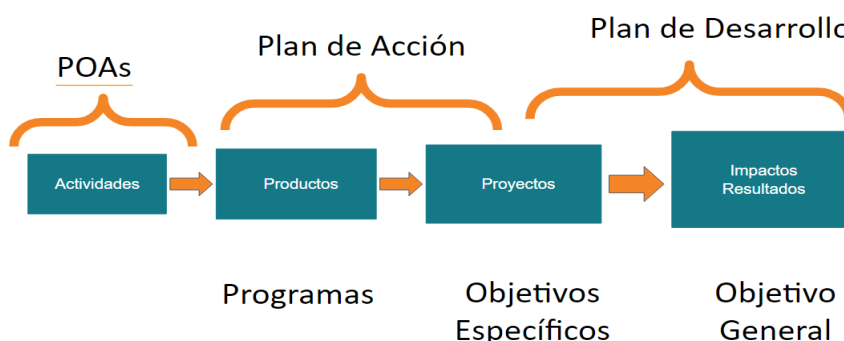 Plan de Desarrollo
Plan de Acción
POAs
Actividades
Productos
Proyectos
Impactos
Resultados
Programas
Objetivos
Específicos
Objetivo
General